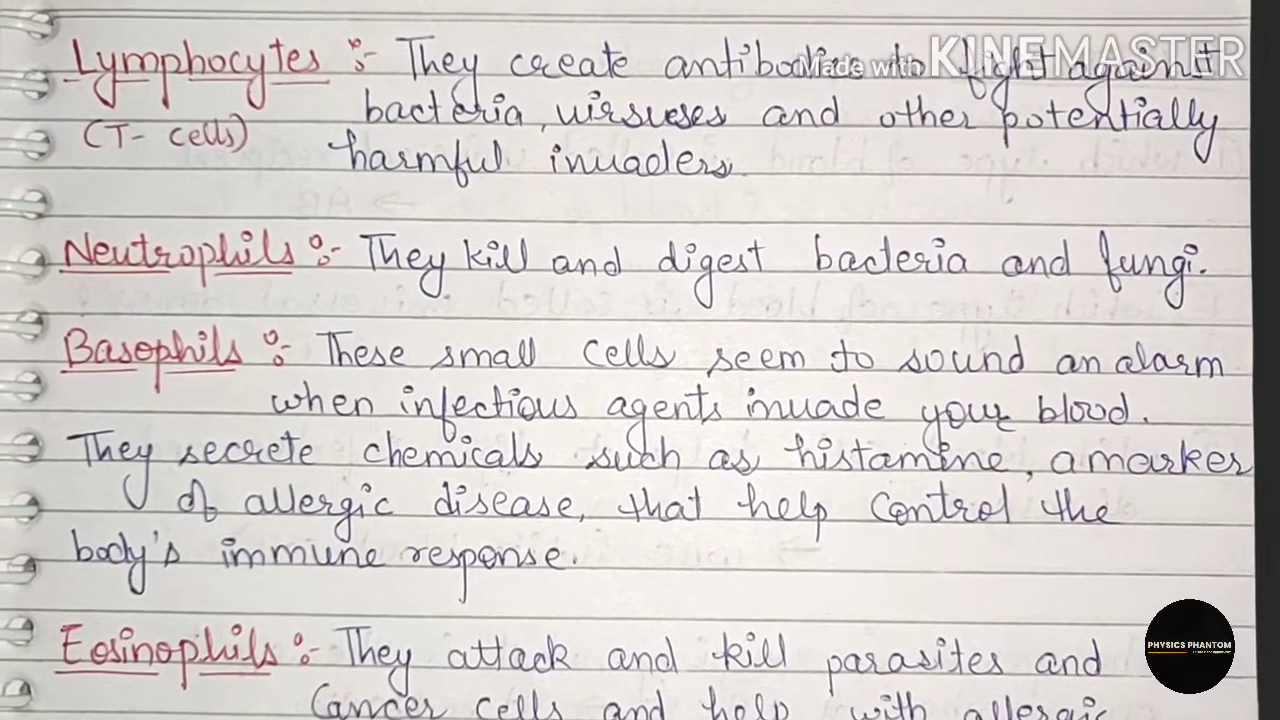 Lymphocytes :- They create antibodies to fight against
(T- cells) bacteria, virsueses and other potentially
harmful invaders.
Neutrophils :- They kill and digest bacteria and fungi.
Basophils :- These small cells seem to sound an alarm
when infectious agents invade your blood.
They secrete chemicals such as histamine, a marker
of allergic disease, that help control the
body's immune response.
Eosinophils :- They attack and kill parasites and
Cancer cells and help with allergic
Made with KINEMASTER
PHYSICS PHANTOM